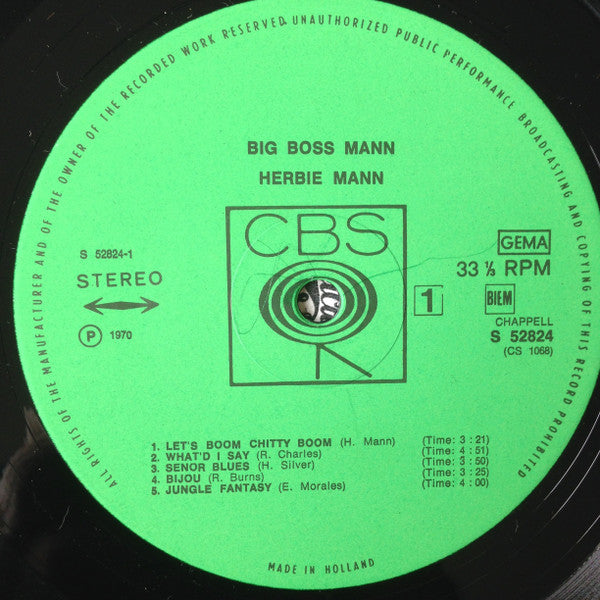 ALL RIGHTS OF THE MANUFACTURER AND OF THE OWNER OF THE RECORDED WORK RESERVED UNAUTHORIZED PUBLIC PERFORMANCE BROADCASTING AND COPYING OF THIS RECORD PROHIBITED
BIG BOSS MANN
HERBIE MANN
CBS
S 52824-1
STEREO
℗ 1970
GEMA
33 ⅓ RPM
1 BIEM
CHAPPELL
S 52824
(CS 1068)
1. LET'S BOOM CHITTY BOOM (H. Mann) (Time: 3 : 21)
2. WHAT'D I SAY (R. Charles) (Time: 4 : 51)
3. SENOR BLUES (H. Silver) (Time: 3 : 50)
4. BIJOU (R. Burns) (Time: 3 : 25)
5. JUNGLE FANTASY (E. Morales) (Time: 4 : 00)
MADE IN HOLLAND